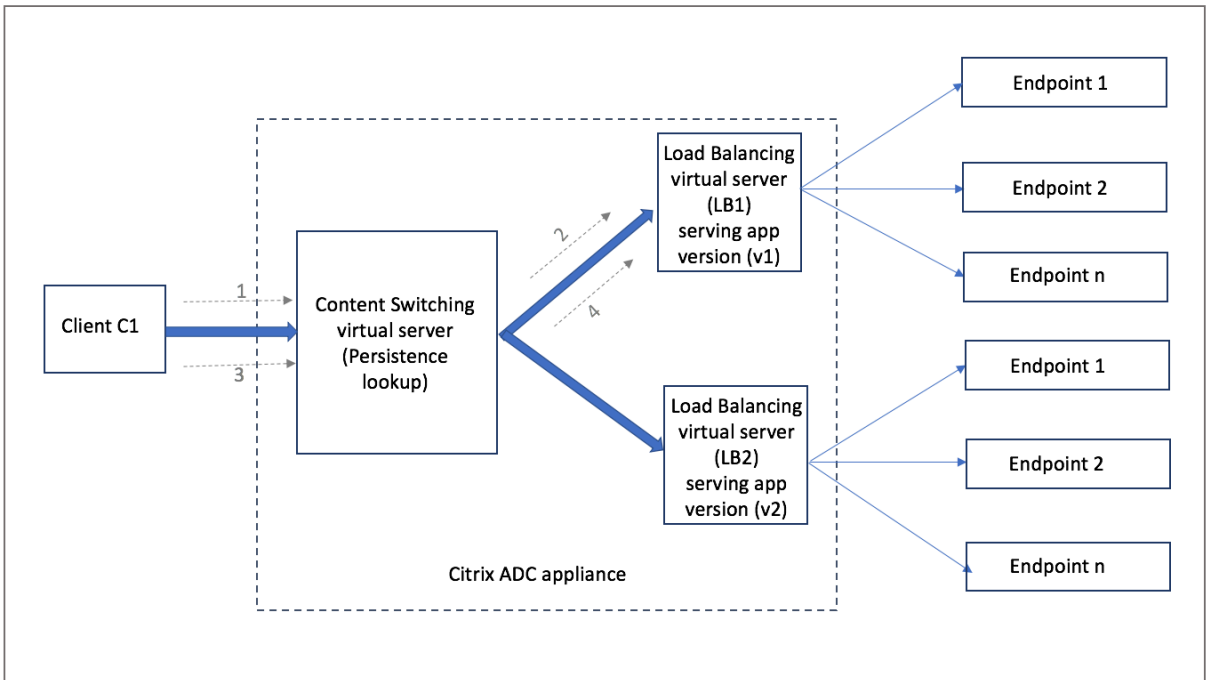 Client C1
1
3
Content Switching
virtual server
(Persistence
lookup)
2
4
Load Balancing
virtual server
(LB1)
serving app
version (v1)
Load Balancing
virtual server
(LB2)
serving app
version (v2)
Citrix ADC appliance
Endpoint 1
Endpoint 2
Endpoint n
Endpoint 1
Endpoint 2
Endpoint n